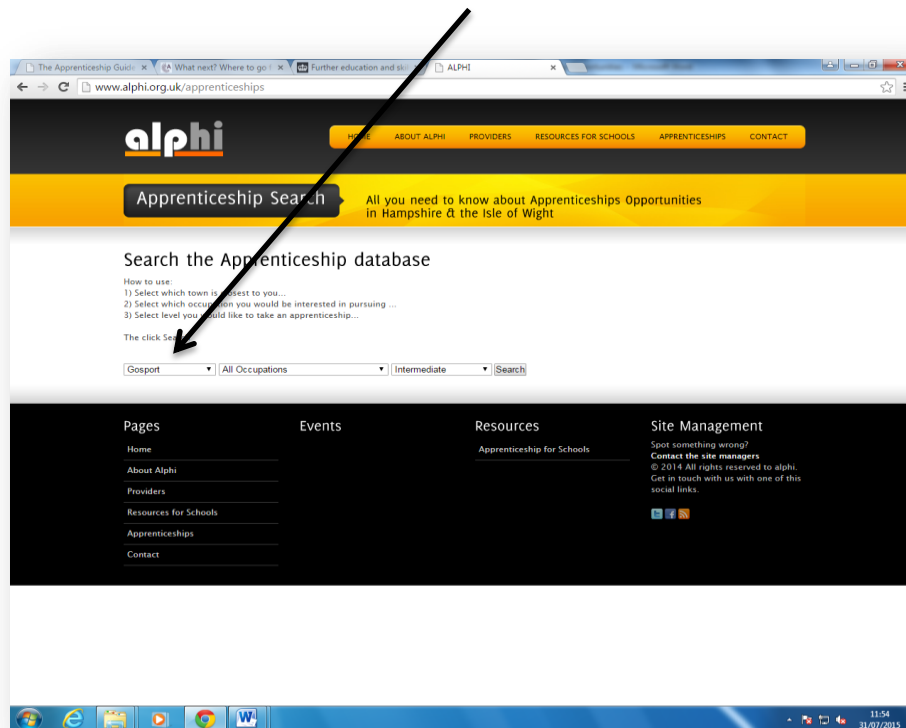 The Apprenticeship Guide
What next? Where to go f
Further education and ski
ALPHI
www.alphi.org.uk/apprenticeships
alphi
HOME ABOUT ALPHI PROVIDERS RESOURCES FOR SCHOOLS APPRENTICESHIPS CONTACT
Apprenticeship Search
All you need to know about Apprenticeships Opportunities
in Hampshire & the Isle of Wight
Search the Apprenticeship database
How to use:
1) Select which town is closest to you...
2) Select which occupation you would be interested in pursuing ...
3) Select level you would like to take an apprenticeship...
The click Sea
Gosport All Occupations Intermediate Search
Pages
Home
About Alphi
Providers
Resources for Schools
Apprenticeships
Contact
Events
Resources
Apprenticeship for Schools
Site Management
Spot something wrong?
Contact the site managers
© 2014 All rights reserved to alphi.
Get in touch with us with one of this
social links.
11:54
31/07/2015